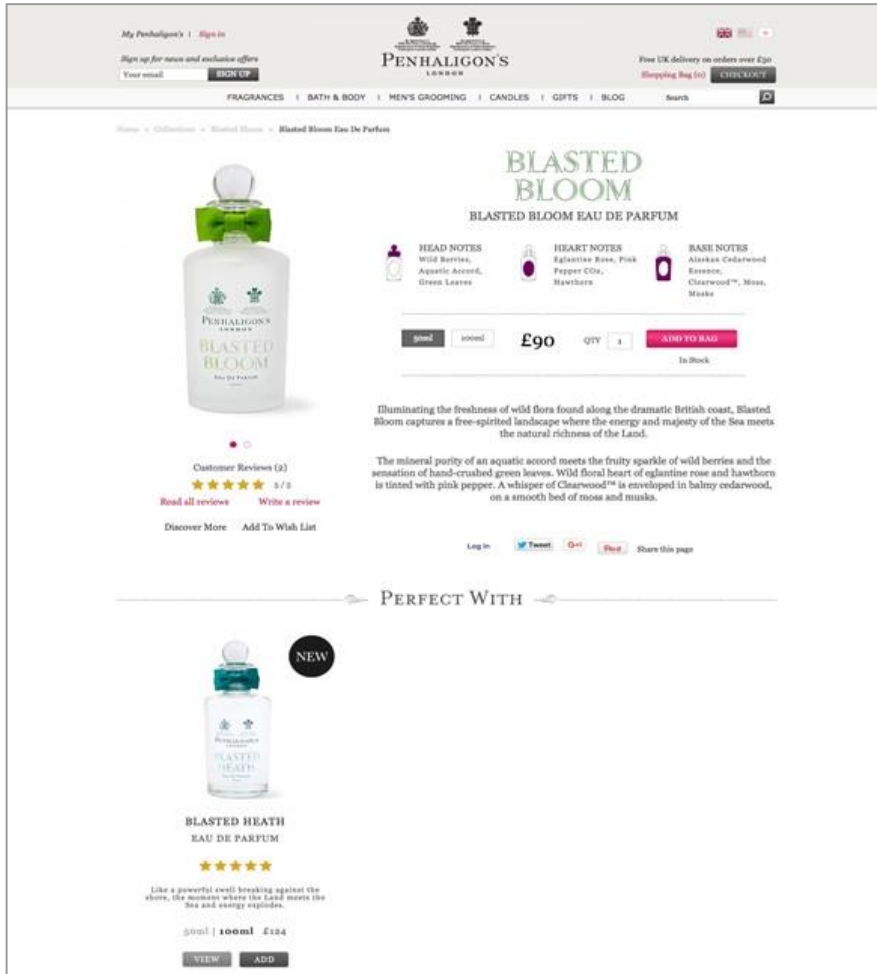 My Penhaligon's | Sign in
Sign up for news and exclusive offers
Your email SIGN UP
PENHALIGON'S
LONDON
Free UK delivery on orders over £50
Shopping Bag (0) CHECKOUT
FRAGRANCES | BATH & BODY | MEN'S GROOMING | CANDLES | GIFTS | BLOG Search
Home » Collections » Blasted Bloom » Blasted Bloom Eau De Parfum
PENHALIGON'S
LONDON
BLASTED
BLOOM
EAU DE PARFUM
Customer Reviews (2)
5 / 5
Read all reviews Write a review
Discover More Add To Wish List
BLASTED
BLOOM
BLASTED BLOOM EAU DE PARFUM
HEAD NOTES
Wild Berries,
Aquatic Accord,
Green Leaves
HEART NOTES
Eglantine Rose, Pink
Pepper CO2,
Hawthorn
BASE NOTES
Alaskan Cedarwood
Essence,
Clearwood™, Moss,
Musks
50ml 100ml £90 QTY 1 ADD TO BAG
In Stock
Illuminating the freshness of wild flora found along the dramatic British coast, Blasted
Bloom captures a free-spirited landscape where the energy and majesty of the Sea meets
the natural richness of the Land.
The mineral purity of an aquatic accord meets the fruity sparkle of wild berries and the
sensation of hand-crushed green leaves. Wild floral heart of eglantine rose and hawthorn
is tinted with pink pepper. A whisper of Clearwood™ is enveloped in balmy cedarwood,
on a smooth bed of moss and musks.
Log in Tweet G+1 Pin it Share this page
PERFECT WITH
NEW
PENHALIGON'S
BLASTED
HEATH
BLASTED HEATH
EAU DE PARFUM
Like a powerful swell breaking against the
shore, the moment where the Land meets the
Sea and energy explodes.
50ml | 100ml £124
VIEW ADD